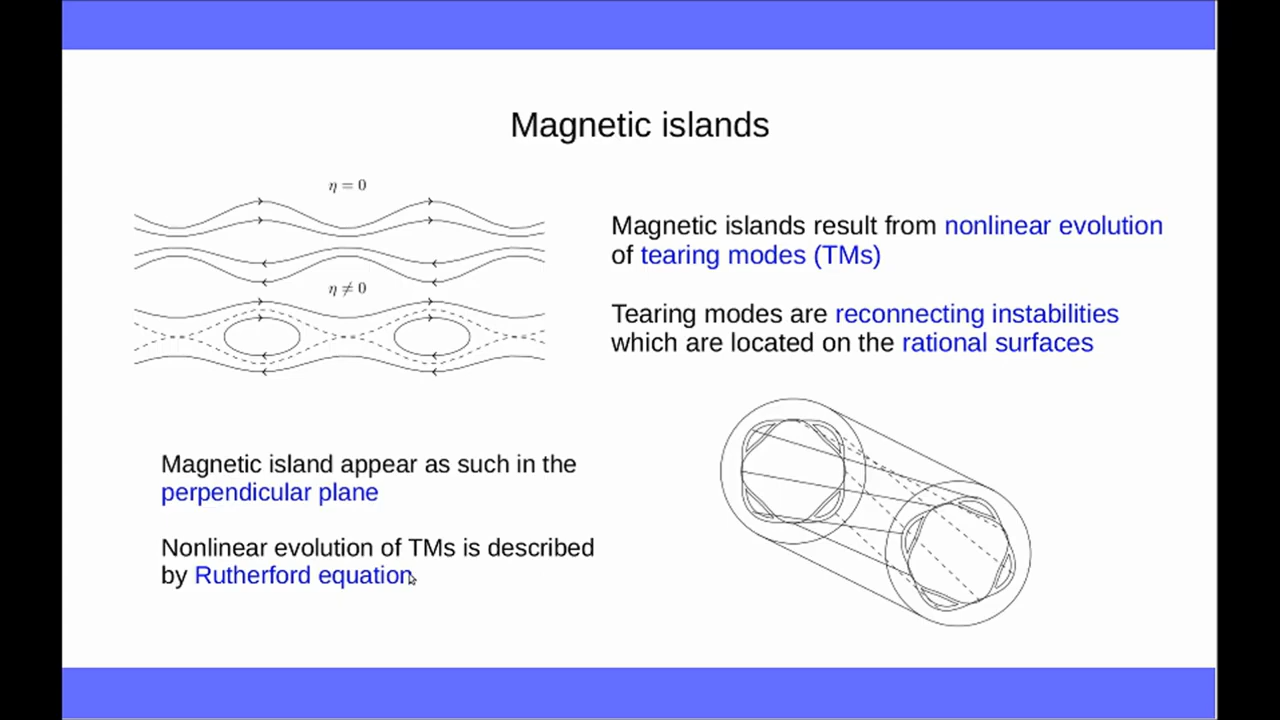 Magnetic islands
η = 0
η ≠ 0
Magnetic islands result from nonlinear evolution
of tearing modes (TMs)
Tearing modes are reconnecting instabilities
which are located on the rational surfaces
Magnetic island appear as such in the
perpendicular plane
Nonlinear evolution of TMs is described
by Rutherford equation